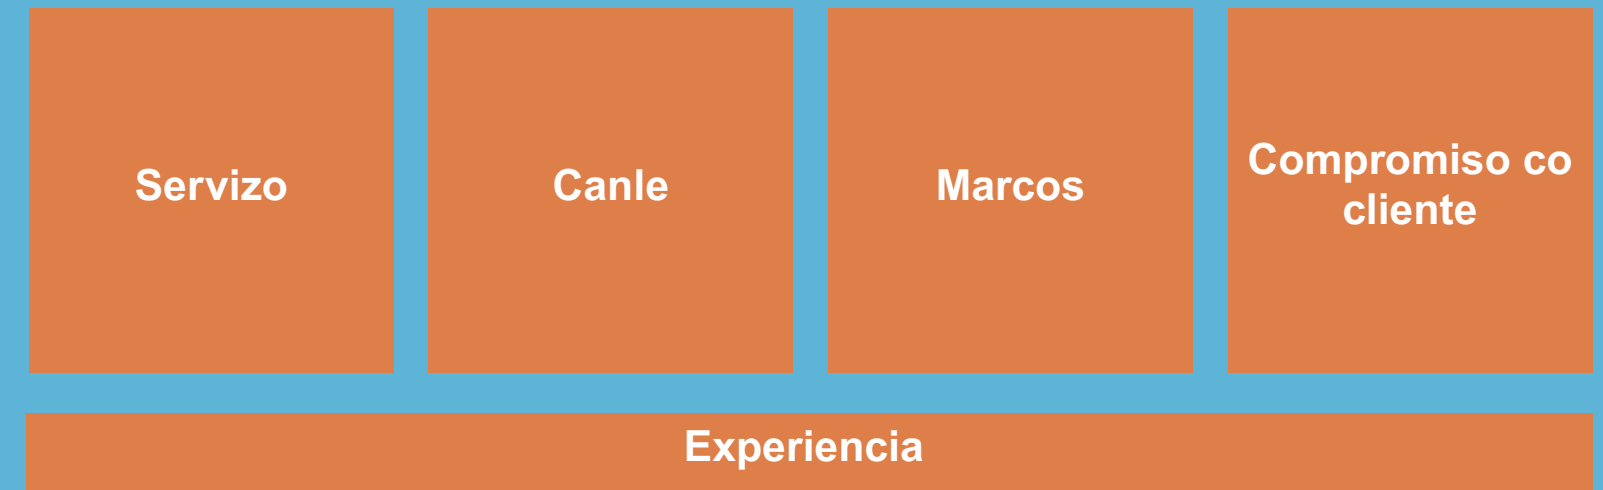 Servizo
Canle
Marcos
Compromiso co
cliente
Experiencia